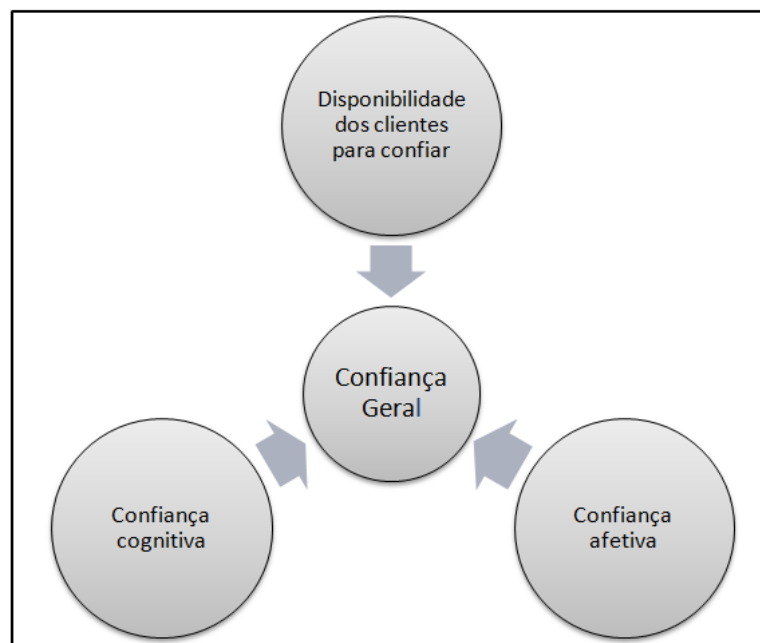 Disponibilidade
dos clientes
para confiar
Confiança
Geral
Confiança
cognitiva
Confiança
afetiva